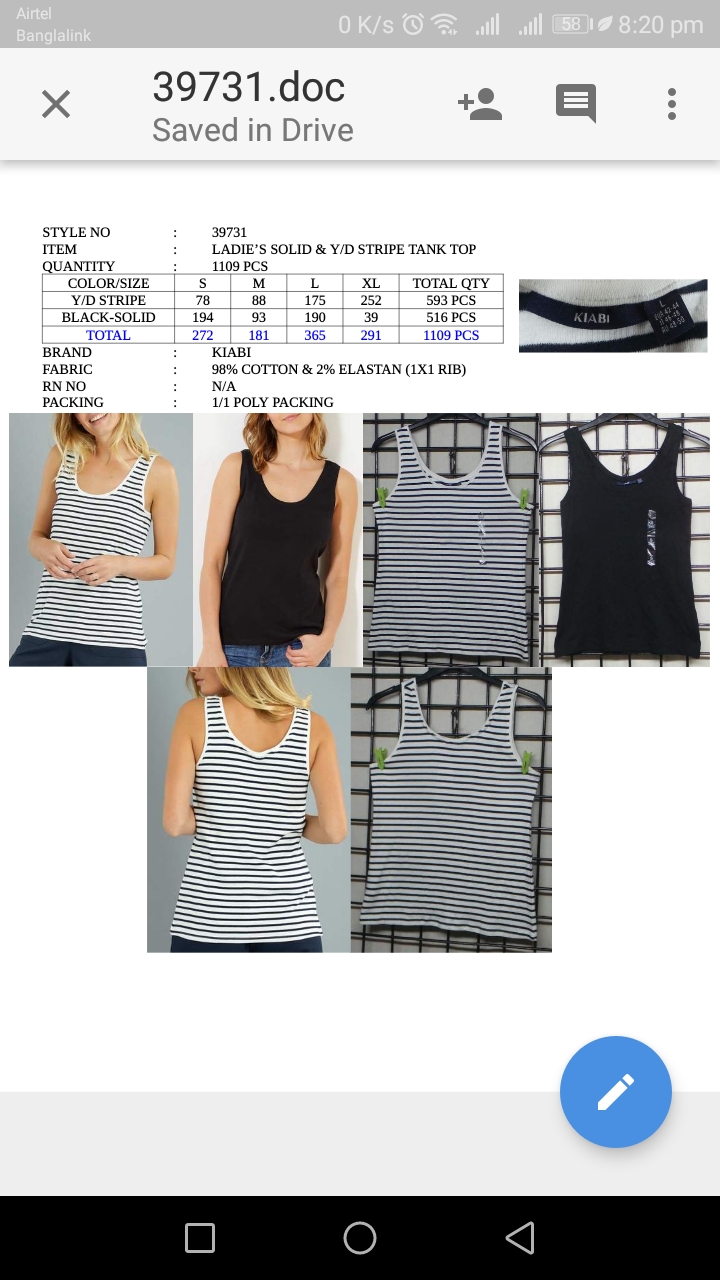 Airtel
Banglalink
0 K/s 58 8:20 pm
39731.doc
Saved in Drive
STYLE NO : 39731
ITEM : LADIE'S SOLID & Y/D STRIPE TANK TOP
QUANTITY : 1109 PCS
COLOR/SIZE S M L XL TOTAL QTY
Y/D STRIPE 78 88 175 252 593 PCS
BLACK-SOLID 194 93 190 39 516 PCS
TOTAL 272 181 365 291 1109 PCS
KIABI
L
BRAND : KIABI
FABRIC : 98% COTTON & 2% ELASTAN (1X1 RIB)
RN NO : N/A
PACKING : 1/1 POLY PACKING